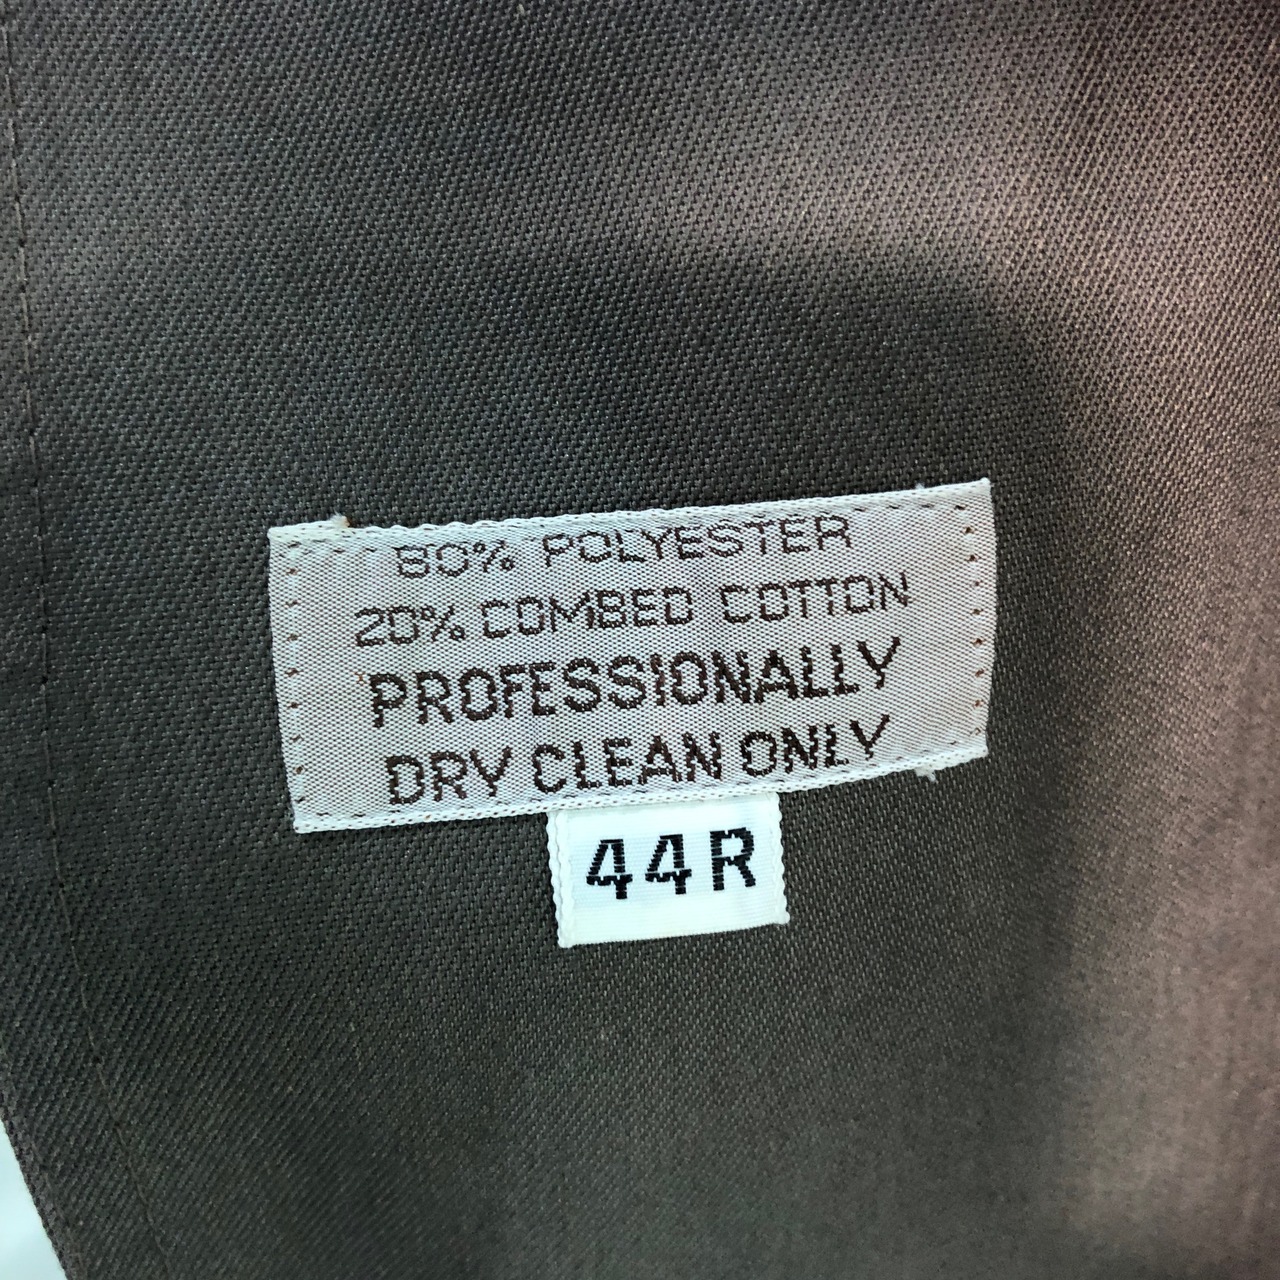 80% POLYESTER
20% COMBED COTTON
PROFESSIONALLY
DRY CLEAN ONLY
44R